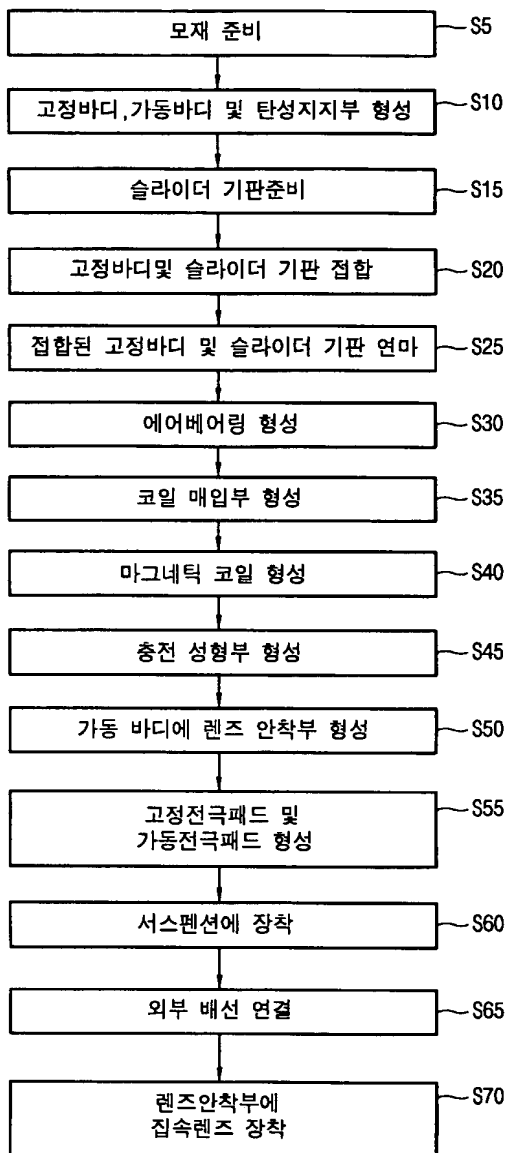 모재 준비
S5
고정바디,가동바디 및 탄성지지부 형성
S10
슬라이더 기판준비
S15
고정바디및 슬라이더 기판 접합
S20
접합된 고정바디 및 슬라이더 기판 연마
S25
에어베어링 형성
S30
코일 매입부 형성
S35
마그네틱 코일 형성
S40
충전 성형부 형성
S45
가동 바디에 렌즈 안착부 형성
S50
고정전극패드 및
가동전극패드 형성
S55
서스펜션에 장착
S60
외부 배선 연결
S65
렌즈안착부에
집속렌즈 장착
S70